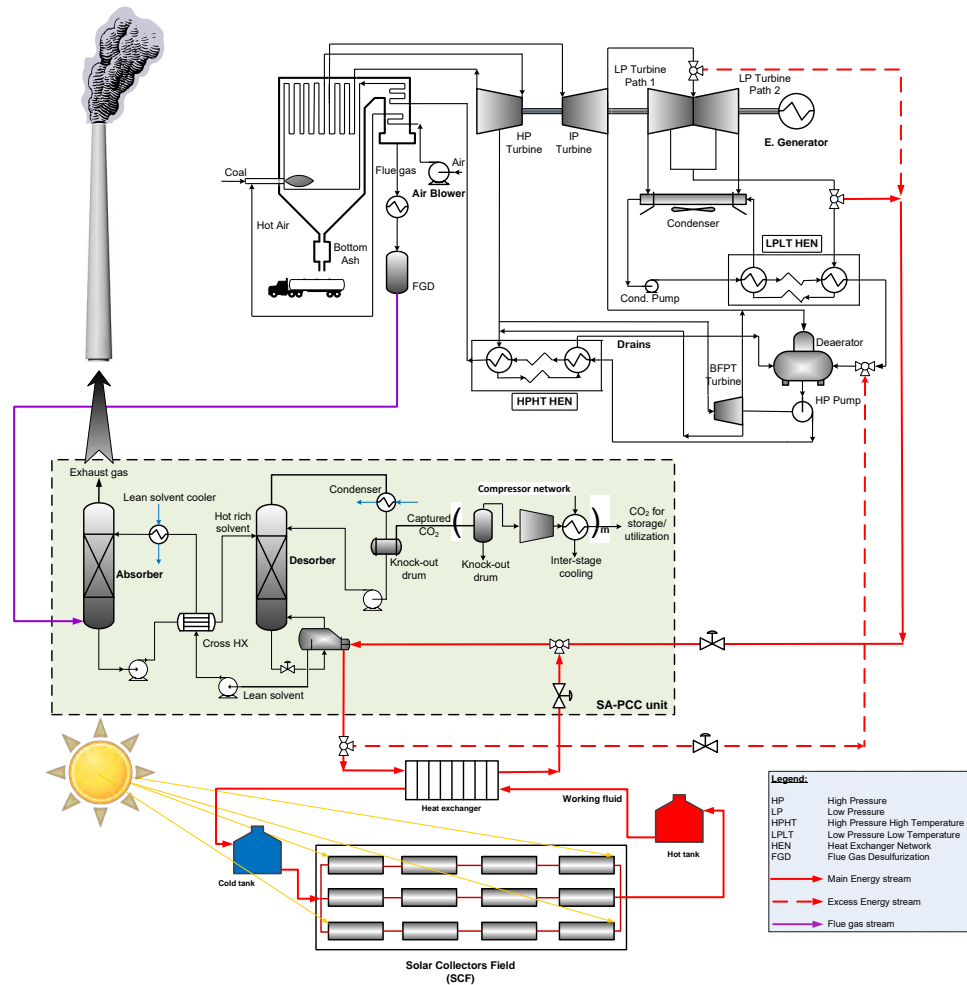 LP Turbine
Path 1
LP Turbine
Path 2
HP
Turbine
IP
Turbine
E. Generator
Coal
Flue gas
Air
Air Blower
Hot Air
Bottom
Ash
FGD
Condenser
LPLT HEN
Cond. Pump
Drains
Deaerator
BFPT
Turbine
HP Pump
HPHT HEN
Exhaust gas
Lean solvent cooler
Hot rich
solvent
Condenser
Compressor network
Captured
CO2
( ) m
CO2 for
storage/
utilization
Absorber
Desorber
Knock-out
drum
Knock-out
drum
Inter-stage
cooling
Cross HX
Lean solvent
SA-PCC unit
Heat exchanger
Working fluid
Hot tank
Cold tank
Solar Collectors Field
(SCF)
Legend:
HP High Pressure
LP Low Pressure
HPHT High Pressure High Temperature
LPLT Low Pressure Low Temperature
HEN Heat Exchanger Network
FGD Flue Gas Desulfurization
Main Energy stream
Excess Energy stream
Flue gas stream